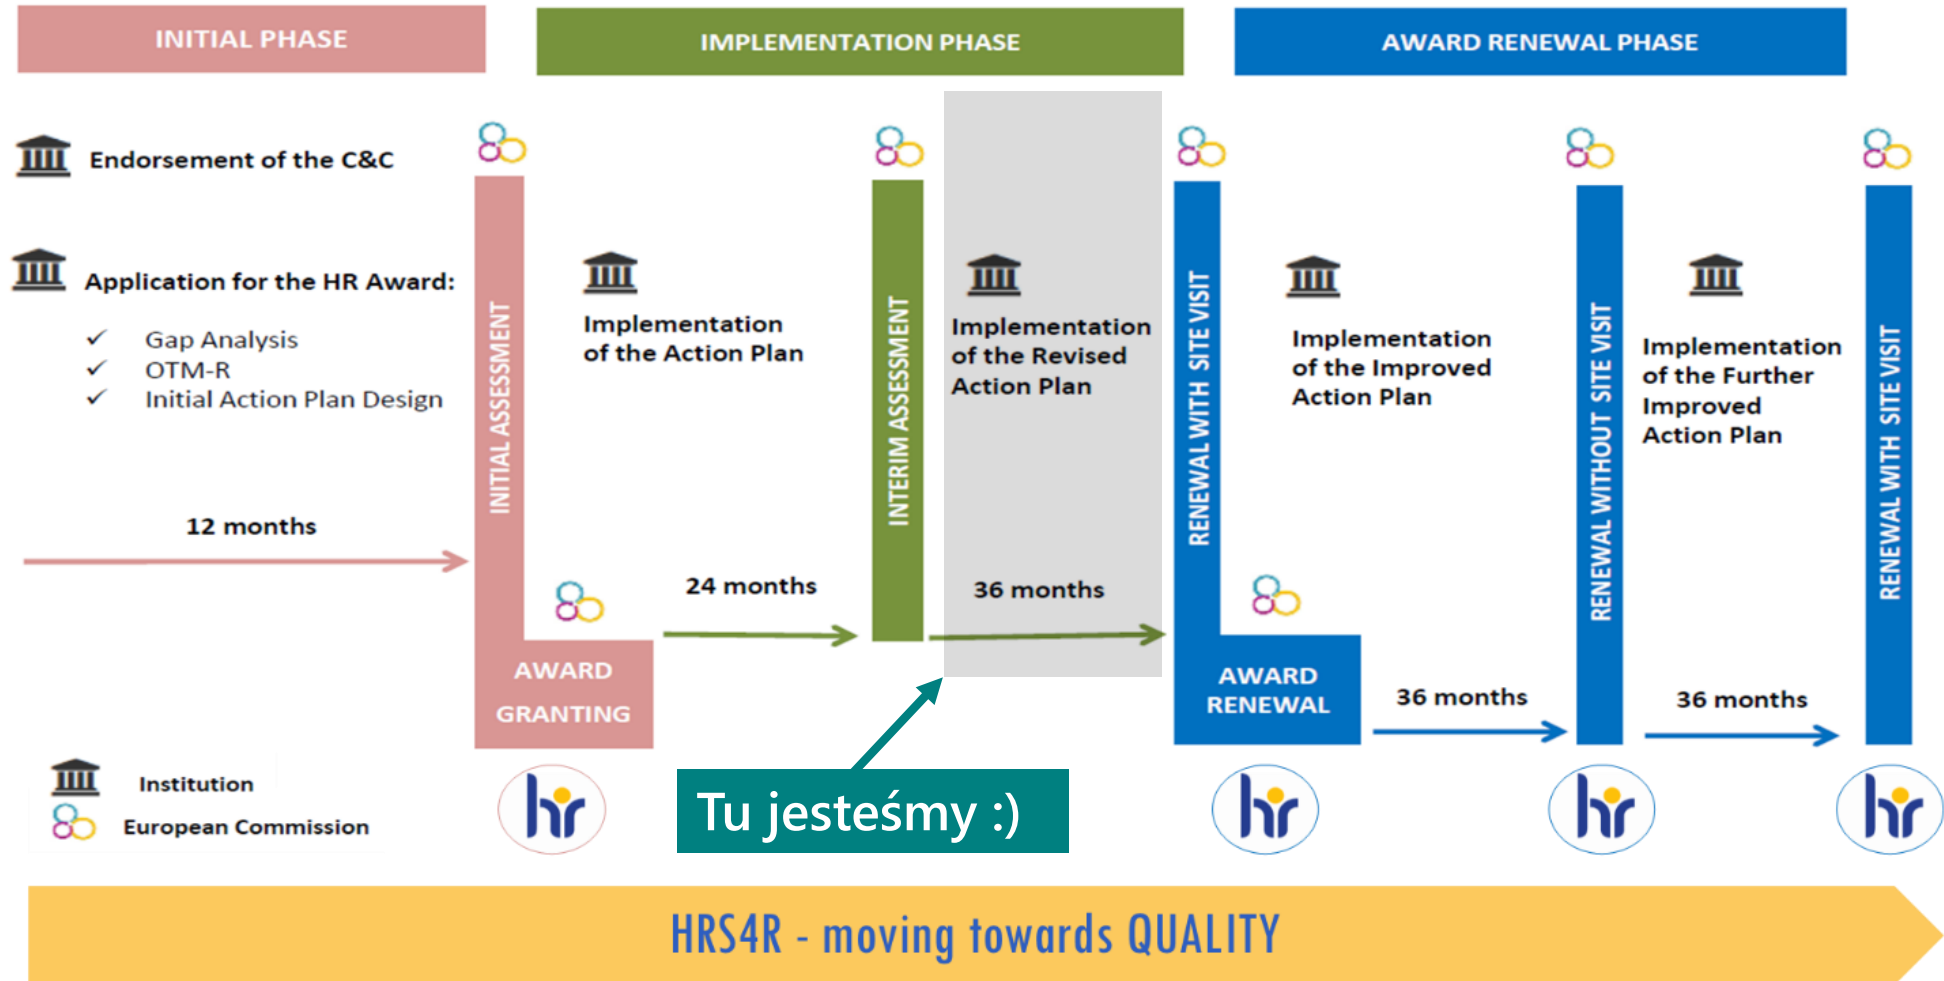 INITIAL PHASE
IMPLEMENTATION PHASE
AWARD RENEWAL PHASE
Endorsement of the C&C
Application for the HR Award:
✓ Gap Analysis
✓ OTM-R
✓ Initial Action Plan Design
12 months
INITIAL ASSESSMENT
AWARD
GRANTING
Implementation
of the Action Plan
24 months
INTERIM ASSESSMENT
Implementation
of the Revised
Action Plan
36 months
RENEWAL WITH SITE VISIT
AWARD
RENEWAL
Implementation
of the Improved
Action Plan
36 months
RENEWAL WITHOUT SITE VISIT
Implementation
of the Further
Improved
Action Plan
36 months
RENEWAL WITH SITE VISIT
Institution
European Commission
hr
Tu jesteśmy :)
hr
hr
hr
HRS4R - moving towards QUALITY